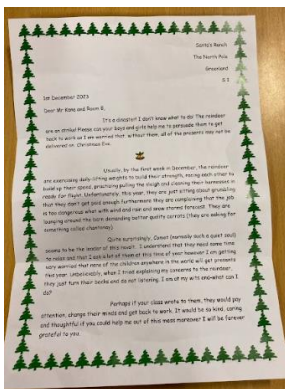 Santa's Ranch
The North Pole
Greenland
S 1
1st December 2023
Dear Mr Kane and Room 8,
It's a disaster! I don't know what to do! The reindeer
are on strike! Please can your boys and girls help me to persuade them to get
back to work as I am worried that, without them, all of the presents may not be
delivered on Christmas Eve.
Usually, by the first week in December, the reindeer
are exercising daily-lifting weights to build their strength, racing each other to
build up their speed, practising pulling the sleigh and cleaning their harnesses in
ready for flight. Unfortunately, this year, they are just sitting about grumbling
that they don't get paid enough furthermore they are complaining that the job
is too dangerous what with wind and rain and snow storms forecast. They are
lounging around the barn demanding better quality carrots (they are asking for
something called chantenay)
Quite surprisingly, Comet (normally such a quiet soul)
seems to be the leader of this revolt. I understand that they need some time
to relax and that I ask a lot of them at this time of year however I am getting
very worried that none of the children anywhere in the world will get presents
this year. Unbelievably, when I tried explaining my concerns to the reindeer,
they just turn their backs and do not listening. I am at my wits end-what can I
do?
Perhaps if your class wrote to them, they would pay
attention, change their minds and get back to work. It would be so kind, caring
and thoughtful if you could help me out of this mess moreover I will be forever
grateful to you.